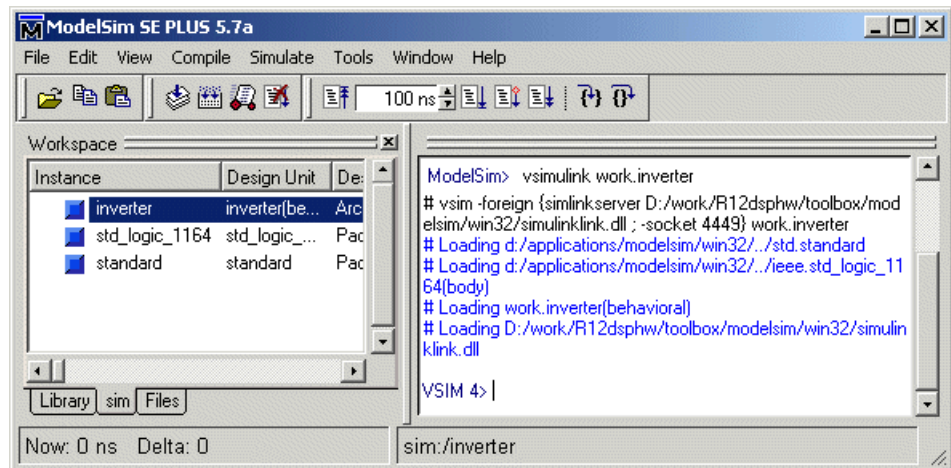 ModelSim SE PLUS 5.7a
File Edit View Compile Simulate Tools Window Help
100 ns
Workspace
Instance Design Unit De:
inverter inverter(be... Arc
std_logic_1164 std_logic_... Pac
standard standard Pac
Library sim Files
ModelSim> vsimulink work.inverter
# vsim -foreign {simlinkserver D:/work/R12dsphw/toolbox/mod
elsim/win32/simulinklink.dll ; -socket 4449} work.inverter
# Loading d:/applications/modelsim/win32/../std.standard
# Loading d:/applications/modelsim/win32/../ieee.std_logic_11
64(body)
# Loading work.inverter(behavioral)
# Loading D:/work/R12dsphw/toolbox/modelsim/win32/simulin
klink.dll
VSIM 4>
Now: 0 ns Delta: 0
sim:/inverter